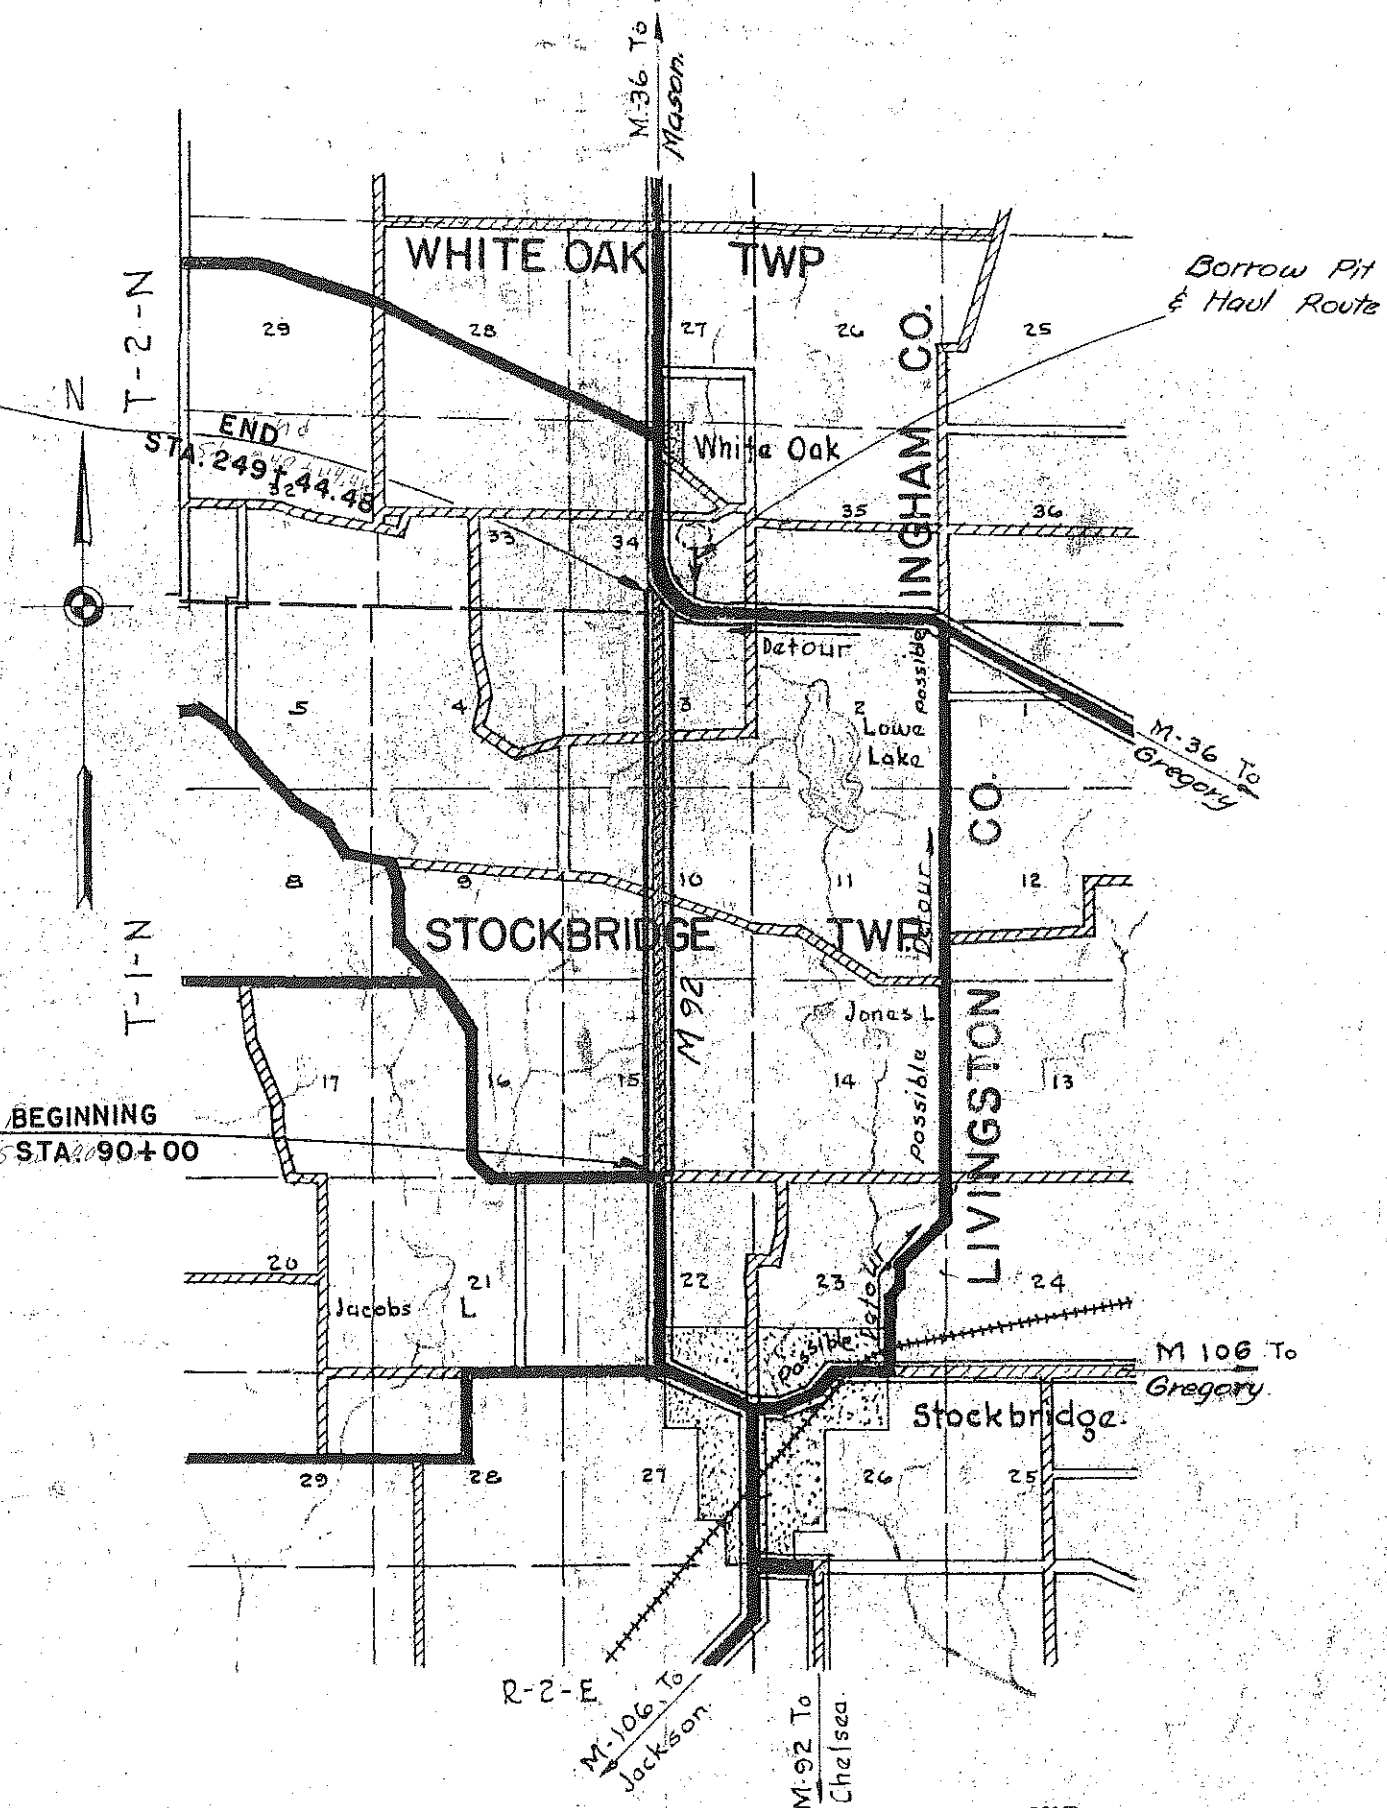 M-36 To
Mason.
WHITE OAK TWP
Borrow Pit
& Haul Route
T-2-N
29
28
27
26
25
INGHAM CO.
N
END
STA. 249+44.48
White Oak
32
33
34
35
36
Detour
possible
5
4
3
2
1
Lowe
Lake
M-36 To
Gregory
CO.
8
9
10
11
12
STOCKBRIDGE TWP.
Detour
T-1-N
M 92
Jones L
LIVINGSTON
17
16
15
14
13
Possible
BEGINNING
STA. 90+00
20
21
22
23
24
Jacobs L
Possible Detour
M 106 To
Gregory.
Stockbridge.
29
28
27
26
25
R-2-E
M-106 To
Jackson.
M-92 To
Chelsea.